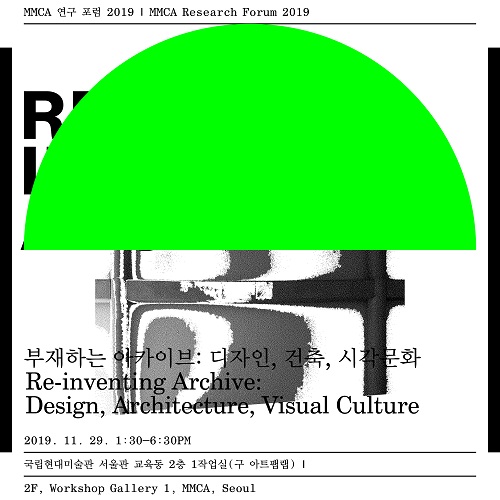 MMCA 연구 포럼 2019 | MMCA Research Forum 2019
부재하는 아카이브: 디자인, 건축, 시각문화
Re-inventing Archive:
Design, Architecture, Visual Culture
2019. 11. 29. 1:30–6:30PM
국립현대미술관 서울관 교육동 2층 1작업실(구 아트팹랩) |
2F, Workshop Gallery 1, MMCA, Seoul